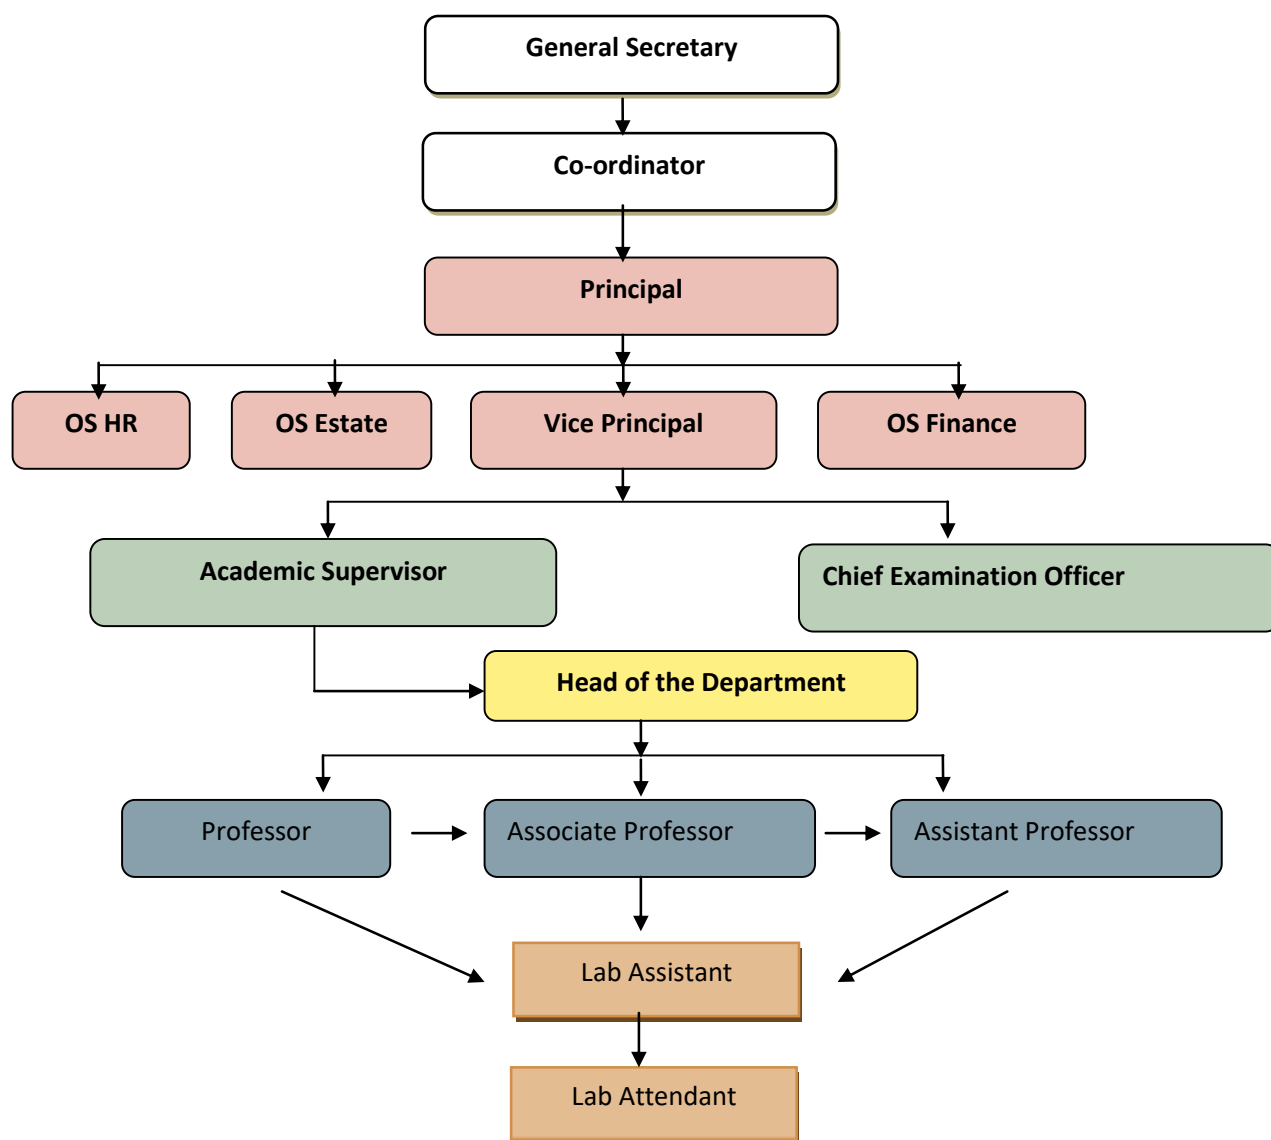 General Secretary
Co-ordinator
Principal
OS HR
OS Estate
Vice Principal
OS Finance
Academic Supervisor
Chief Examination Officer
Head of the Department
Professor
Associate Professor
Assistant Professor
Lab Assistant
Lab Attendant